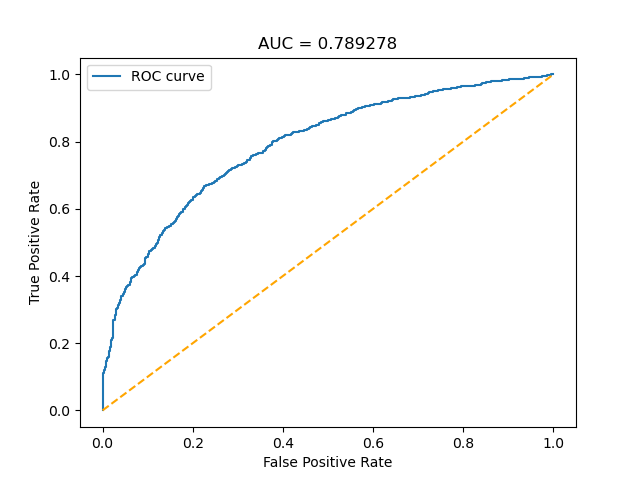 AUC = 0.789278
ROC curve
1.0
0.8
0.6
0.4
0.2
0.0
True Positive Rate
0.0 0.2 0.4 0.6 0.8 1.0
False Positive Rate